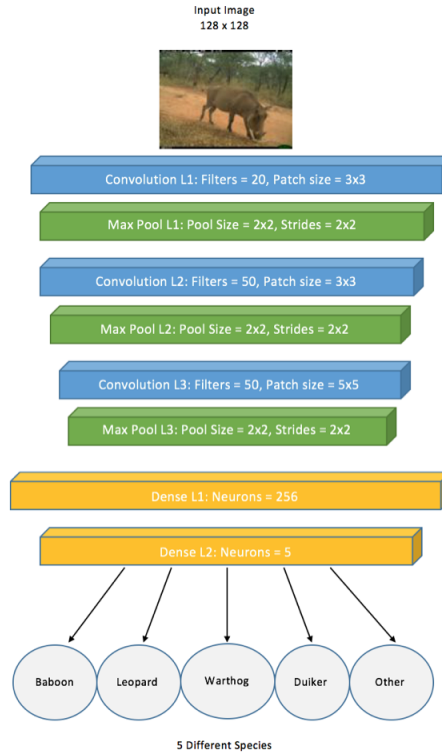 Input Image
128 x 128
Convolution L1: Filters = 20, Patch size = 3x3
Max Pool L1: Pool Size = 2x2, Strides = 2x2
Convolution L2: Filters = 50, Patch size = 3x3
Max Pool L2: Pool Size = 2x2, Strides = 2x2
Convolution L3: Filters = 50, Patch size = 5x5
Max Pool L3: Pool Size = 2x2, Strides = 2x2
Dense L1: Neurons = 256
Dense L2: Neurons = 5
Baboon Leopard Warthog Duiker Other
5 Different Species